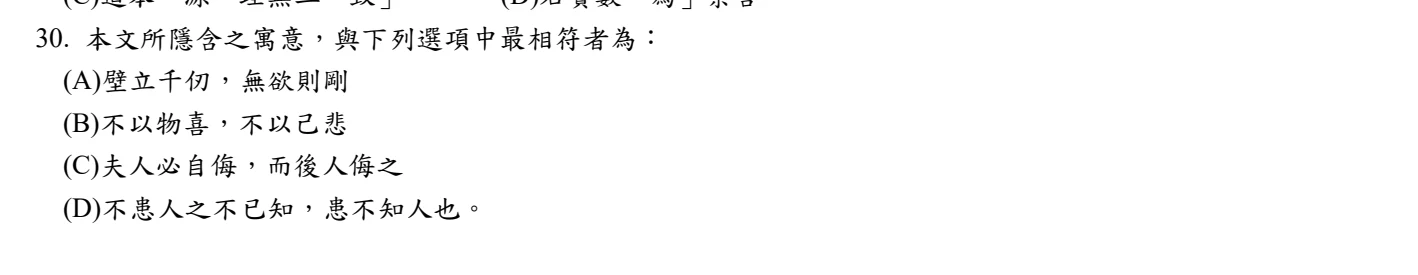 30. 本文所隱含之寓意，與下列選項中最相符者為：
(A)壁立千仞，無欲則剛
(B)不以物喜，不以己悲
(C)夫人必自侮，而後人侮之
(D)不患人之不已知，患不知人也。